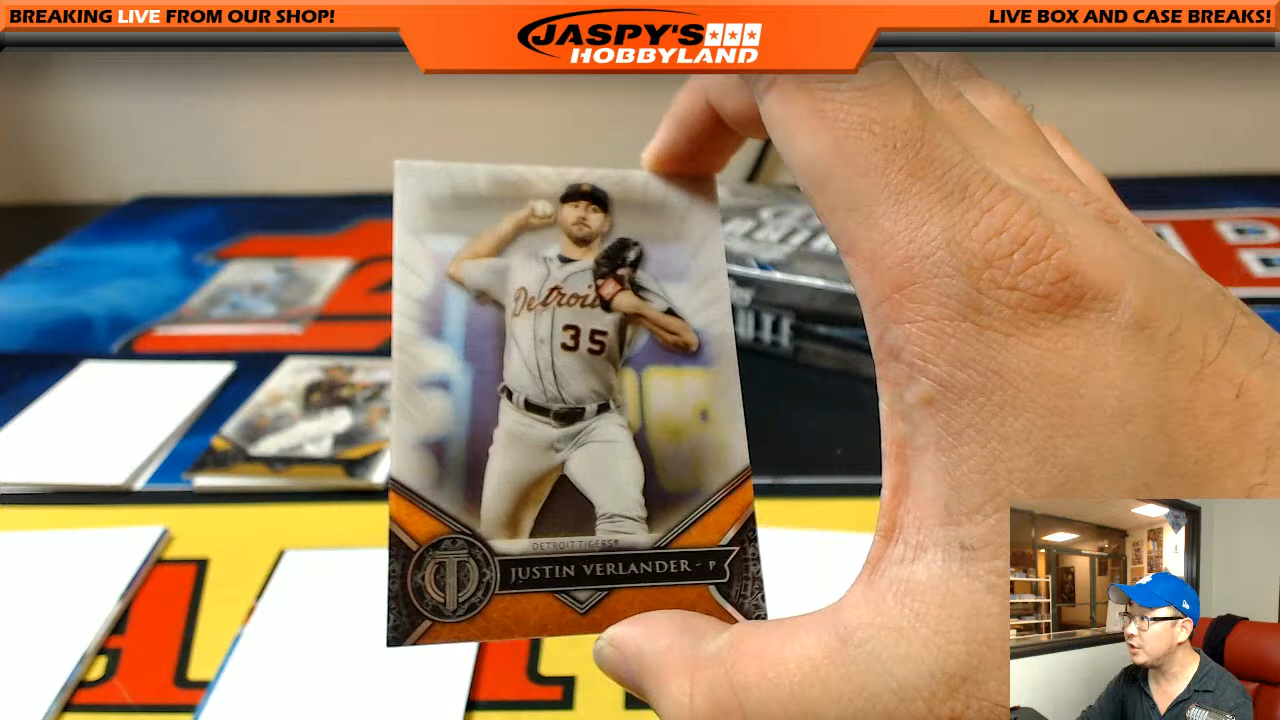 BREAKING LIVE FROM OUR SHOP!
JASPY'S
HOBBYLAND
LIVE BOX AND CASE BREAKS!
Detroit
35
DETROIT TIGERS®
JUSTIN VERLANDER - P